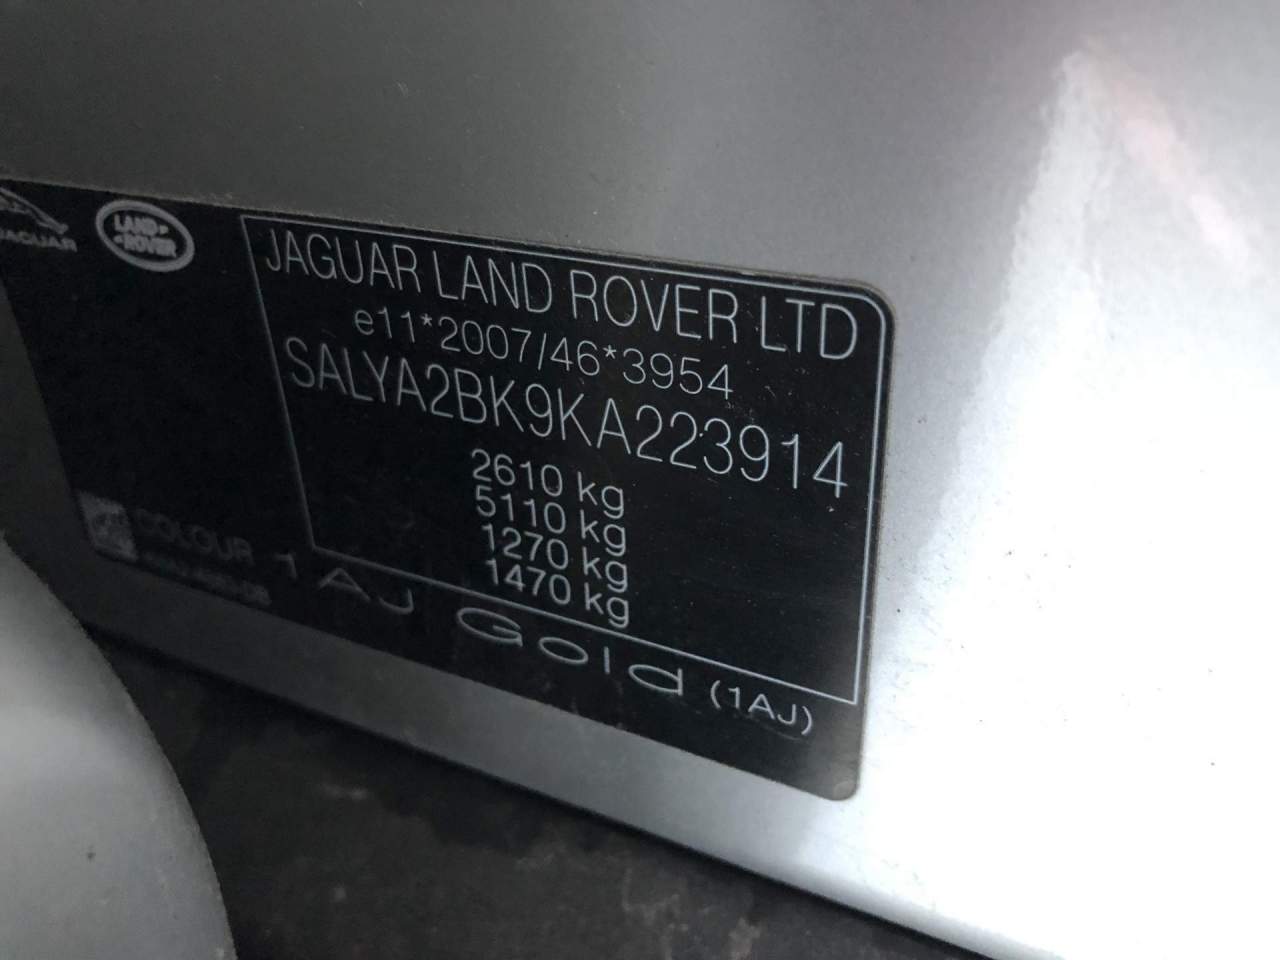 JAGUAR
LAND ROVER
JAGUAR LAND ROVER LTD
e11*2007/46*3954
SALYA2BK9KA223914
2610 kg
5110 kg
1270 kg
1470 kg
COLOUR 1AJ Gold (1AJ)